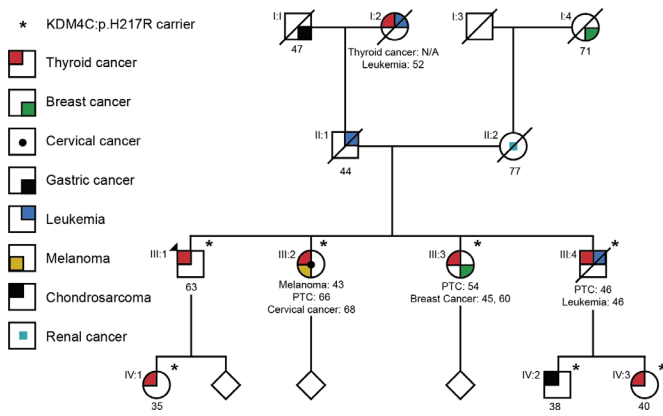 * KDM4C:p.H217R carrier
Thyroid cancer
Breast cancer
Cervical cancer
Gastric cancer
Leukemia
Melanoma
Chondrosarcoma
Renal cancer
I:I
47
I:2
Thyroid cancer: N/A
Leukemia: 52
I:3
I:4
71
II:1
44
II:2
77
III:1
*
63
III:2
*
Melanoma: 43
PTC: 66
Cervical cancer: 68
III:3
*
PTC: 54
Breast Cancer: 45, 60
III:4
*
PTC: 46
Leukemia: 46
IV:1
*
35
IV:2
*
38
IV:3
*
40